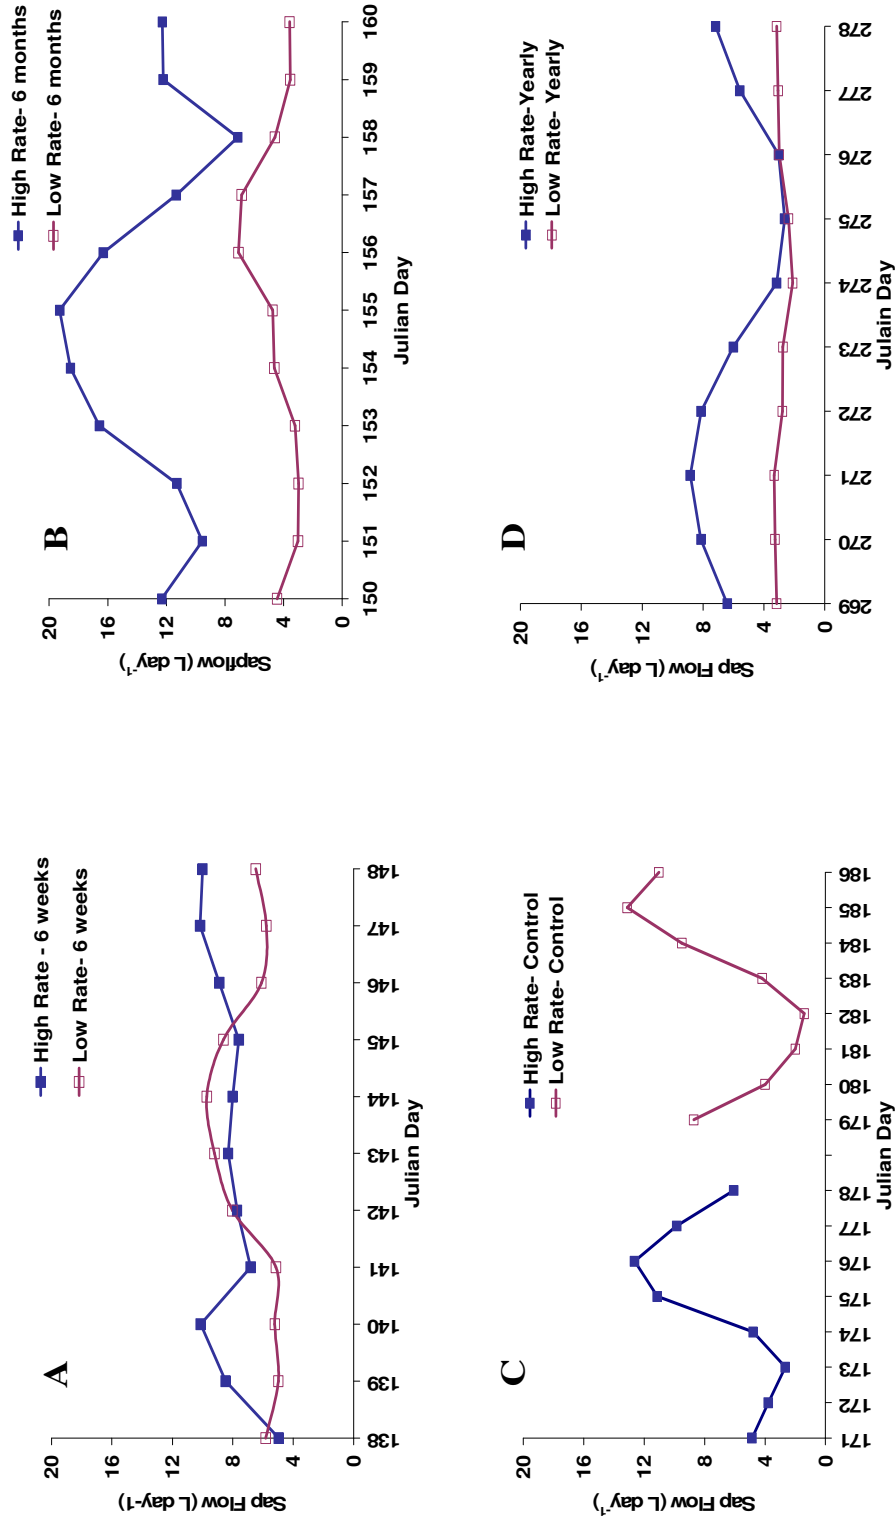 A
High Rate - 6 weeks
Low Rate- 6 weeks
Sap Flow (L day-1)
20
16
12
8
4
0
138 139 140 141 142 143 144 145 146 147 148
Julian Day
B
High Rate- 6 months
Low Rate- 6 months
Sapflow (L day⁻¹)
20
16
12
8
4
0
150 151 152 153 154 155 156 157 158 159 160
Julian Day
C
High Rate- Control
Low Rate- Control
Sap Flow (L day⁻¹)
20
16
12
8
4
0
171 172 173 174 175 176 177 178 179 180 181 182 183 184 185 186
Julian Day
D
High Rate-Yearly
Low Rate- Yearly
Sap Flow (L day⁻¹)
20
16
12
8
4
0
269 270 271 272 273 274 275 276 277 278
Julain Day